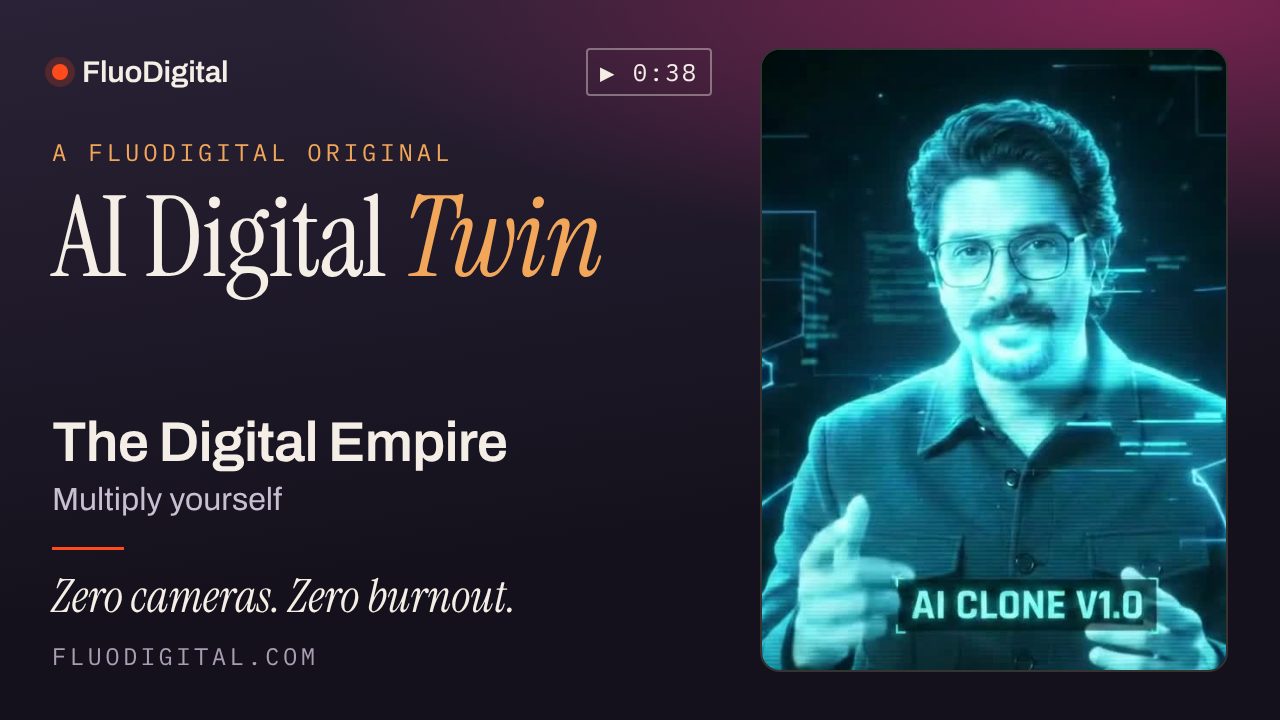 FluoDigital
▶ 0:38
A FLUODIGITAL ORIGINAL
AI Digital Twin
The Digital Empire
Multiply yourself
Zero cameras. Zero burnout.
FLUODIGITAL.COM
AI CLONE V1.0